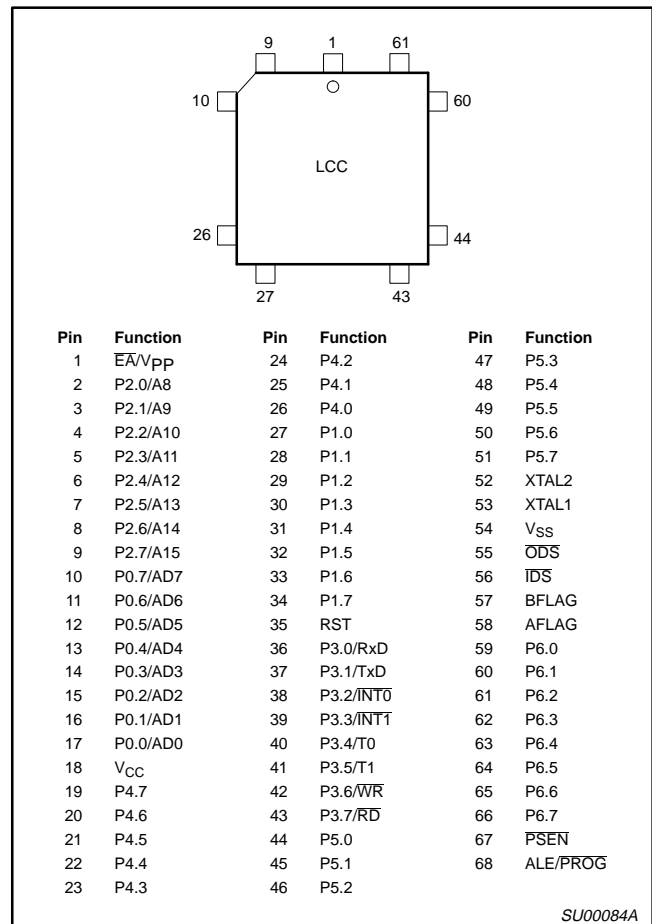 9 1 61
10 60
LCC
26 44
27 43
Pin Function Pin Function Pin Function
1 E̅A̅/VPP 24 P4.2 47 P5.3
2 P2.0/A8 25 P4.1 48 P5.4
3 P2.1/A9 26 P4.0 49 P5.5
4 P2.2/A10 27 P1.0 50 P5.6
5 P2.3/A11 28 P1.1 51 P5.7
6 P2.4/A12 29 P1.2 52 XTAL2
7 P2.5/A13 30 P1.3 53 XTAL1
8 P2.6/A14 31 P1.4 54 VSS
9 P2.7/A15 32 P1.5 55 O̅D̅S̅
10 P0.7/AD7 33 P1.6 56 I̅D̅S̅
11 P0.6/AD6 34 P1.7 57 BFLAG
12 P0.5/AD5 35 RST 58 AFLAG
13 P0.4/AD4 36 P3.0/RxD 59 P6.0
14 P0.3/AD3 37 P3.1/TxD 60 P6.1
15 P0.2/AD2 38 P3.2/I̅N̅T̅0̅ 61 P6.2
16 P0.1/AD1 39 P3.3/I̅N̅T̅1̅ 62 P6.3
17 P0.0/AD0 40 P3.4/T0 63 P6.4
18 VCC 41 P3.5/T1 64 P6.5
19 P4.7 42 P3.6/W̅R̅ 65 P6.6
20 P4.6 43 P3.7/R̅D̅ 66 P6.7
21 P4.5 44 P5.0 67 P̅S̅E̅N̅
22 P4.4 45 P5.1 68 ALE/P̅R̅O̅G̅
23 P4.3 46 P5.2
SU00084A